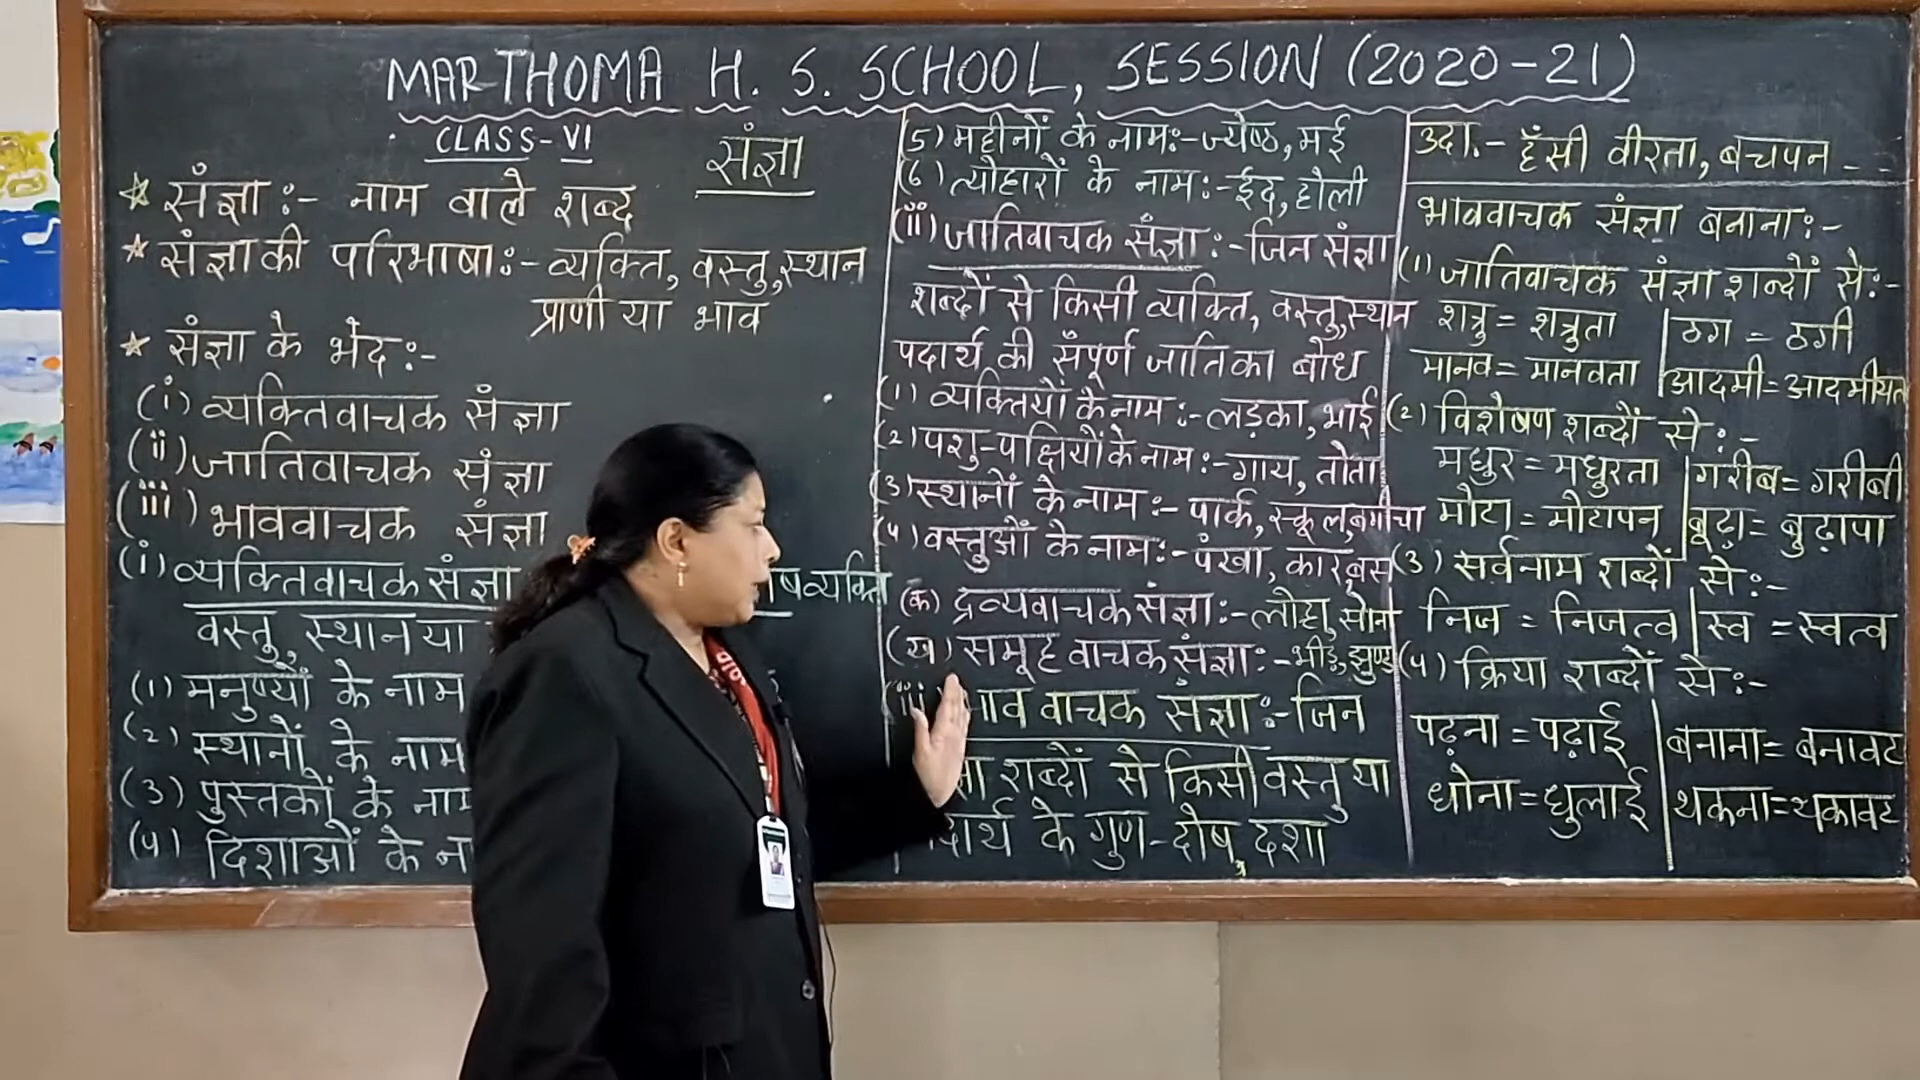 MARTHOMA H. S. SCHOOL, SESSION (2020-21)
CLASS-VI
संज्ञा
☆ संज्ञा :- नाम वाले शब्द
☆ संज्ञा की परिभाषा :- व्यक्ति, वस्तु, स्थान
प्राणी या भाव
☆ संज्ञा के भेद :-
(i) व्यक्तिवाचक संज्ञा
(ii) जातिवाचक संज्ञा
(iii) भाववाचक संज्ञा
(i) व्यक्तिवाचक संज्ञा व्यक्ति
वस्तु, स्थान या
(1) मनुष्यों के नाम
(2) स्थानों के नाम
(3) पुस्तकों के नाम
(4) दिशाओं के
(5) महीनों के नाम :- ज्येष्ठ, मई
(6) त्योहारों के नाम :- ईद, होली
(ii) जातिवाचक संज्ञा :- जिन संज्ञा
शब्दों से किसी व्यक्ति, वस्तु, स्थान
पदार्थ की सँपूर्ण जाति का बोध
(1) व्यक्तियों के नाम :- लड़का, भाई
(2) पशु-पक्षियों के नाम :- गाय, तोता
(3) स्थानों के नाम :- पार्क, स्कूल, बगीचा
(4) वस्तुओं के नाम :- पंखा, कार, बस
(क) द्रव्यवाचक संज्ञा :- लोहा, सोना
(ख) समूह वाचक संज्ञा :- भीड़, झुण्ड
(iii) भाव वाचक संज्ञा :- जिन
शब्दों से किसी वस्तु या
के गुण-दोष, दशा
उदा. - हँसी वीरता, बचपन - -
भाववाचक संज्ञा बनाना :-
(1) जातिवाचक संज्ञा शब्दों से :-
शत्रु = शत्रुता | ठग = ठगी
मानव = मानवता | आदमी = आदमीयत
(2) विशेषण शब्दों से :-
मधुर = मधुरता | गरीब = गरीबी
मोटा = मोटापन | बूढ़ा = बुढ़ापा
(3) सर्वनाम शब्दों से :-
निज = निजत्व | स्व = स्वत्व
(4) क्रिया शब्दों से :-
पढ़ना = पढ़ाई | बनाना = बनावट
धोना = धुलाई | थकना = थकावट